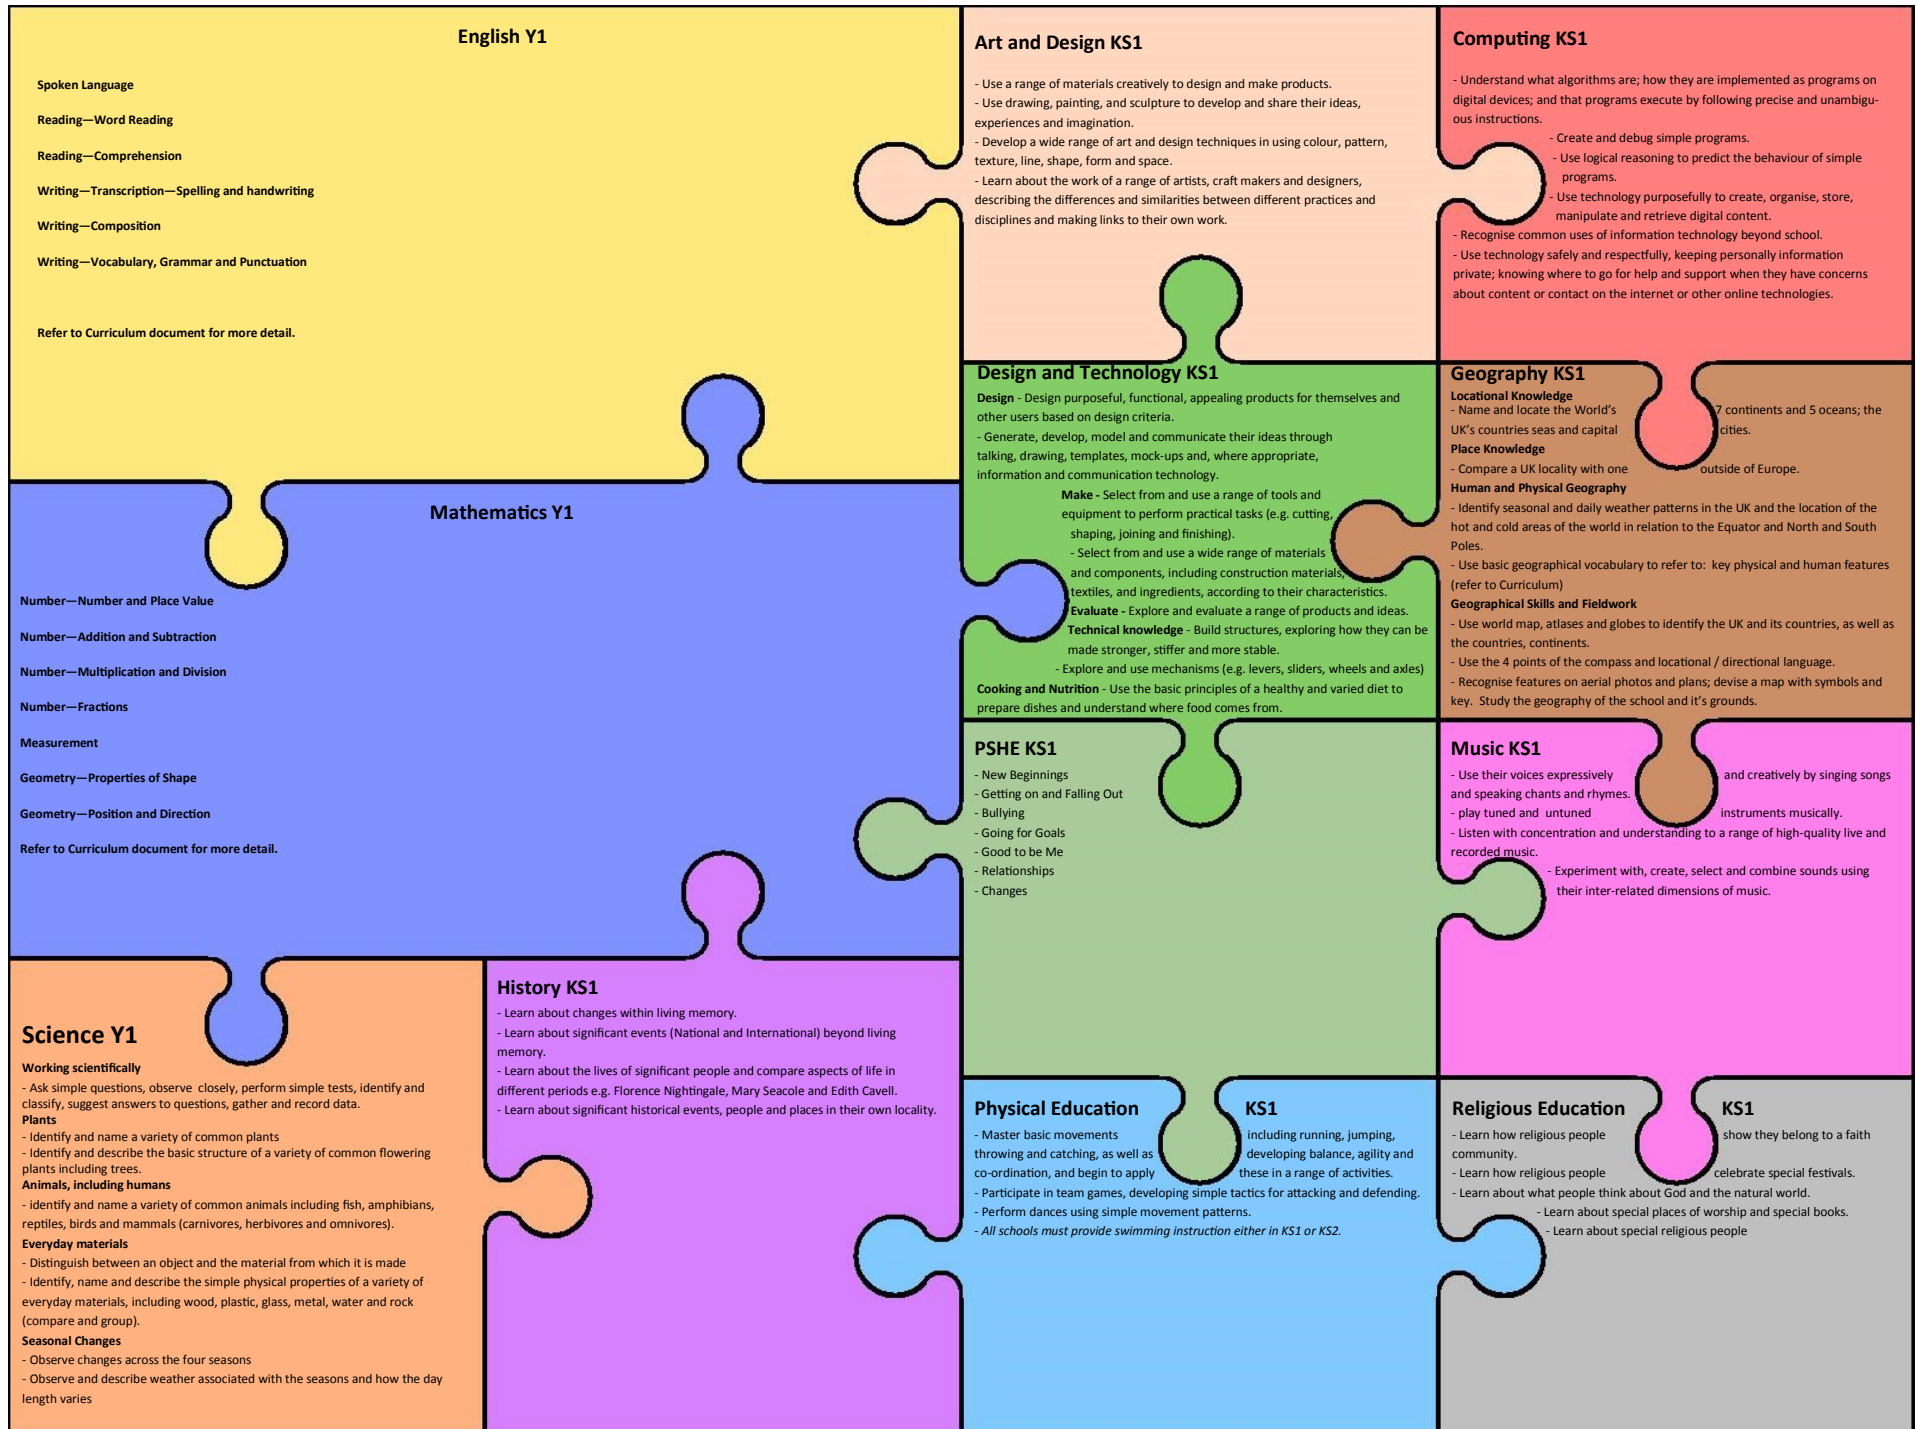 English Y1
Spoken Language
Reading—Word Reading
Reading—Comprehension
Writing—Transcription—Spelling and handwriting
Writing—Composition
Writing—Vocabulary, Grammar and Punctuation
Refer to Curriculum document for more detail.
Art and Design KS1
- Use a range of materials creatively to design and make products.
- Use drawing, painting, and sculpture to develop and share their ideas,
experiences and imagination.
- Develop a wide range of art and design techniques in using colour, pattern,
texture, line, shape, form and space.
- Learn about the work of a range of artists, craft makers and designers,
describing the differences and similarities between different practices and
disciplines and making links to their own work.
Computing KS1
- Understand what algorithms are; how they are implemented as programs on
digital devices; and that programs execute by following precise and unambigu-
ous instructions.
- Create and debug simple programs.
- Use logical reasoning to predict the behaviour of simple
programs.
- Use technology purposefully to create, organise, store,
manipulate and retrieve digital content.
- Recognise common uses of information technology beyond school.
- Use technology safely and respectfully, keeping personally information
private; knowing where to go for help and support when they have concerns
about content or contact on the internet or other online technologies.
Mathematics Y1
Number—Number and Place Value
Number—Addition and Subtraction
Number—Multiplication and Division
Number—Fractions
Measurement
Geometry—Properties of Shape
Geometry—Position and Direction
Refer to Curriculum document for more detail.
Design and Technology KS1
Design - Design purposeful, functional, appealing products for themselves and
other users based on design criteria.
- Generate, develop, model and communicate their ideas through
talking, drawing, templates, mock-ups and, where appropriate,
information and communication technology.
Make - Select from and use a range of tools and
equipment to perform practical tasks (e.g. cutting,
shaping, joining and finishing).
- Select from and use a wide range of materials
and components, including construction materials,
textiles, and ingredients, according to their characteristics.
Evaluate - Explore and evaluate a range of products and ideas.
Technical knowledge - Build structures, exploring how they can be
made stronger, stiffer and more stable.
- Explore and use mechanisms (e.g. levers, sliders, wheels and axles)
Cooking and Nutrition - Use the basic principles of a healthy and varied diet to
prepare dishes and understand where food comes from.
Geography KS1
Locational Knowledge
- Name and locate the World's 7 continents and 5 oceans; the
UK's countries seas and capital cities.
Place Knowledge
- Compare a UK locality with one outside of Europe.
Human and Physical Geography
- Identify seasonal and daily weather patterns in the UK and the location of the
hot and cold areas of the world in relation to the Equator and North and South
Poles.
- Use basic geographical vocabulary to refer to: key physical and human features
(refer to Curriculum)
Geographical Skills and Fieldwork
- Use world map, atlases and globes to identify the UK and its countries, as well as
the countries, continents.
- Use the 4 points of the compass and locational / directional language.
- Recognise features on aerial photos and plans; devise a map with symbols and
key. Study the geography of the school and it's grounds.
PSHE KS1
- New Beginnings
- Getting on and Falling Out
- Bullying
- Going for Goals
- Good to be Me
- Relationships
- Changes
Music KS1
- Use their voices expressively and creatively by singing songs
and speaking chants and rhymes.
- play tuned and untuned instruments musically.
- Listen with concentration and understanding to a range of high-quality live and
recorded music.
- Experiment with, create, select and combine sounds using
their inter-related dimensions of music.
Science Y1
Working scientifically
- Ask simple questions, observe closely, perform simple tests, identify and
classify, suggest answers to questions, gather and record data.
Plants
- Identify and name a variety of common plants
- Identify and describe the basic structure of a variety of common flowering
plants including trees.
Animals, including humans
- identify and name a variety of common animals including fish, amphibians,
reptiles, birds and mammals (carnivores, herbivores and omnivores).
Everyday materials
- Distinguish between an object and the material from which it is made
- Identify, name and describe the simple physical properties of a variety of
everyday materials, including wood, plastic, glass, metal, water and rock
(compare and group).
Seasonal Changes
- Observe changes across the four seasons
- Observe and describe weather associated with the seasons and how the day
length varies
History KS1
- Learn about changes within living memory.
- Learn about significant events (National and International) beyond living
memory.
- Learn about the lives of significant people and compare aspects of life in
different periods e.g. Florence Nightingale, Mary Seacole and Edith Cavell.
- Learn about significant historical events, people and places in their own locality.
Physical Education KS1
- Master basic movements including running, jumping,
throwing and catching, as well as developing balance, agility and
co-ordination, and begin to apply these in a range of activities.
- Participate in team games, developing simple tactics for attacking and defending.
- Perform dances using simple movement patterns.
- All schools must provide swimming instruction either in KS1 or KS2.
Religious Education KS1
- Learn how religious people show they belong to a faith
community.
- Learn how religious people celebrate special festivals.
- Learn about what people think about God and the natural world.
- Learn about special places of worship and special books.
- Learn about special religious people